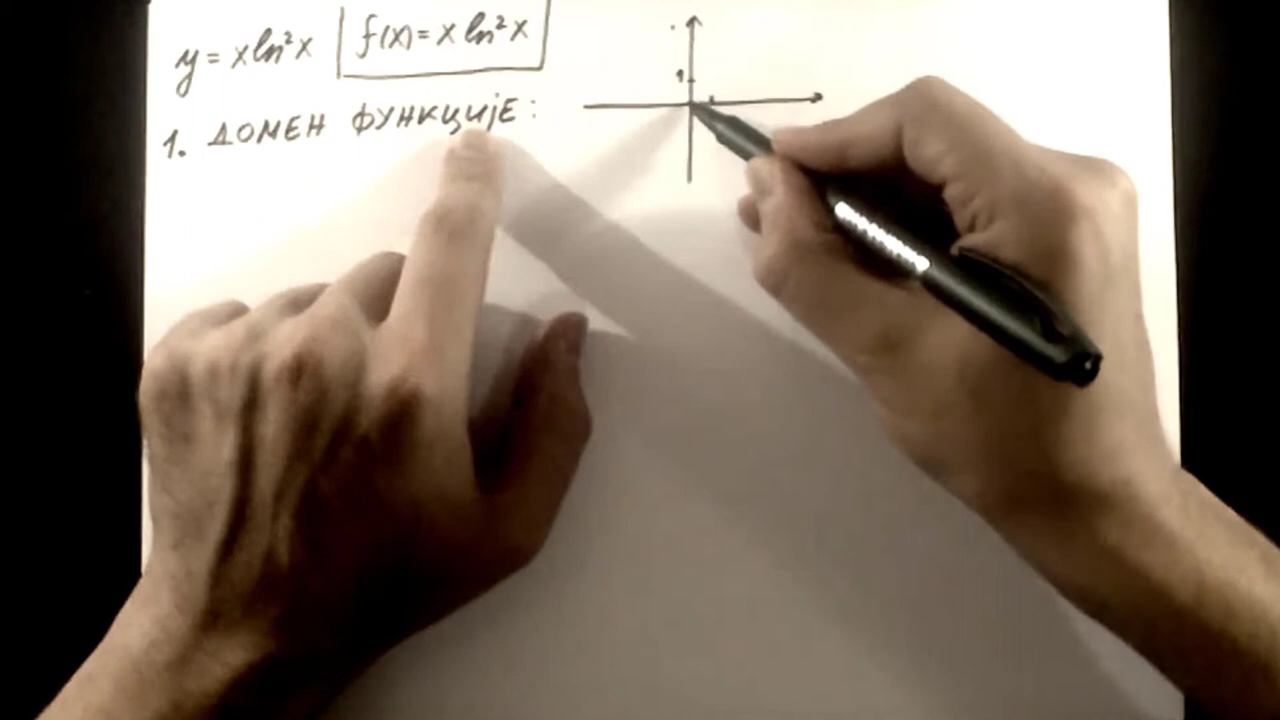 y = x ln²x f(x) = x ln²x
1. ДОМЕН ФУНКЦИЈЕ:
1
1